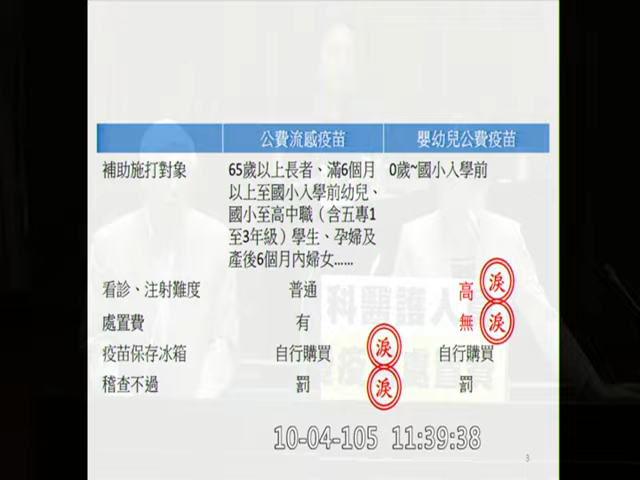 公費流感疫苗 嬰幼兒公費疫苗
補助施打對象 65歲以上長者、滿6個月 0歲~國小入學前
以上至國小入學前幼兒、
國小至高中職（含五專1
至3年級）學生、孕婦及
產後6個月內婦女……
看診、注射難度 普通 高 淚
處置費 有 無 淚
疫苗保存冰箱 自行購買 淚 自行購買
稽查不過 罰 淚 罰
10-04-105 11:39:38
3